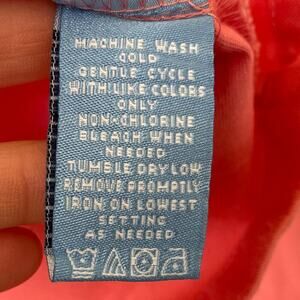 MACHINE WASH
COLD
GENTLE CYCLE
WITH LIKE COLORS
ONLY
NON-CHLORINE
BLEACH WHEN
NEEDED
TUMBLE DRY LOW
REMOVE PROMPTLY
IRON ON LOWEST
SETTING
AS NEEDED